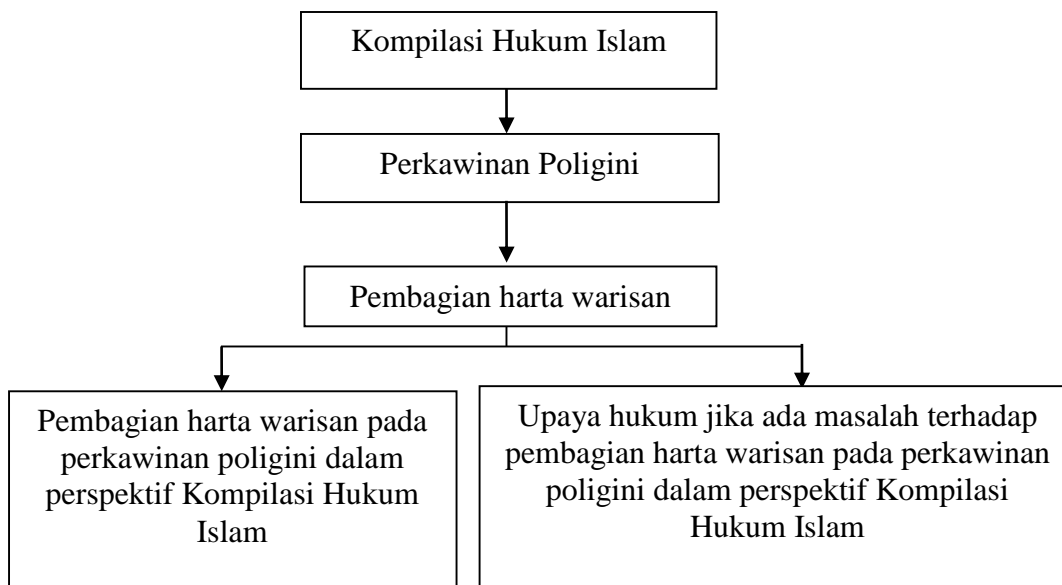 Kompilasi Hukum Islam
Perkawinan Poligini
Pembagian harta warisan
Pembagian harta warisan pada
perkawinan poligini dalam
perspektif Kompilasi Hukum
Islam
Upaya hukum jika ada masalah terhadap
pembagian harta warisan pada perkawinan
poligini dalam perspektif Kompilasi
Hukum Islam